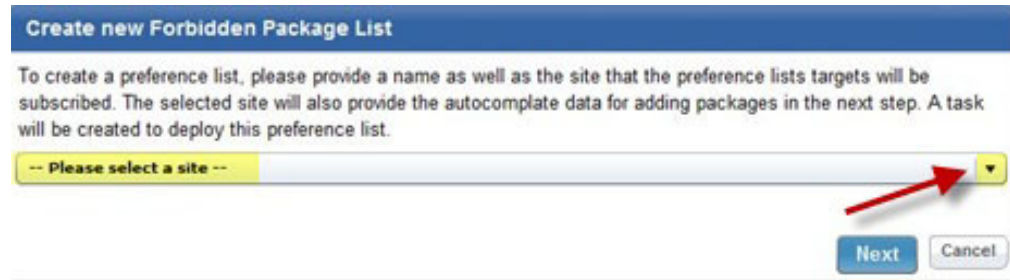 Create new Forbidden Package List
To create a preference list, please provide a name as well as the site that the preference lists targets will be
subscribed. The selected site will also provide the autocomplate data for adding packages in the next step. A task
will be created to deploy this preference list.
-- Please select a site --
Next Cancel